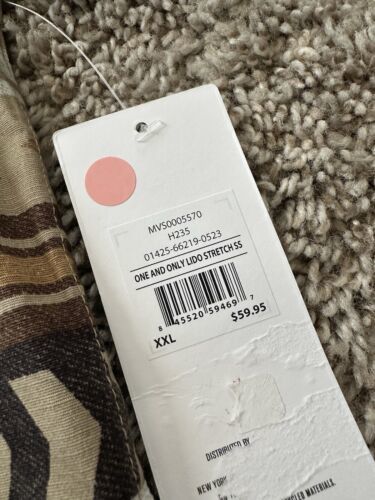 MVS0005570
H235
01425-66219-0523
ONE AND ONLY LIDO STRETCH SS
8 45520 59469 7
XXL
$59.95
DISTRIBUTED BY
NEW YORK
MATERIALS.